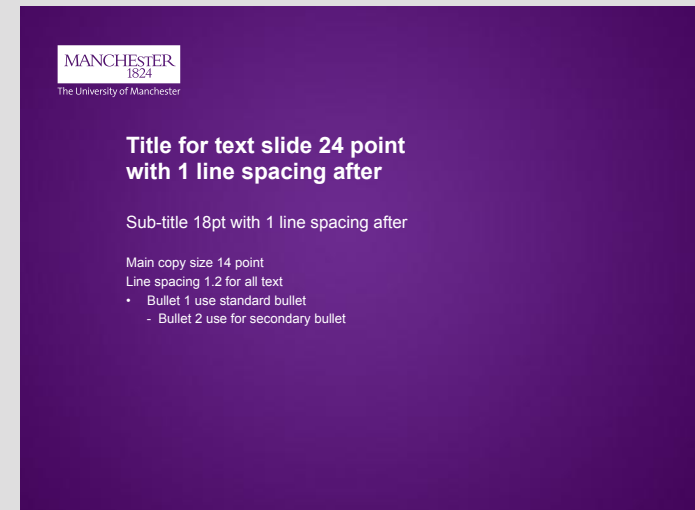 MANCHESTER
1824
The University of Manchester
Title for text slide 24 point
with 1 line spacing after
Sub-title 18pt with 1 line spacing after
Main copy size 14 point
Line spacing 1.2 for all text
• Bullet 1 use standard bullet
- Bullet 2 use for secondary bullet